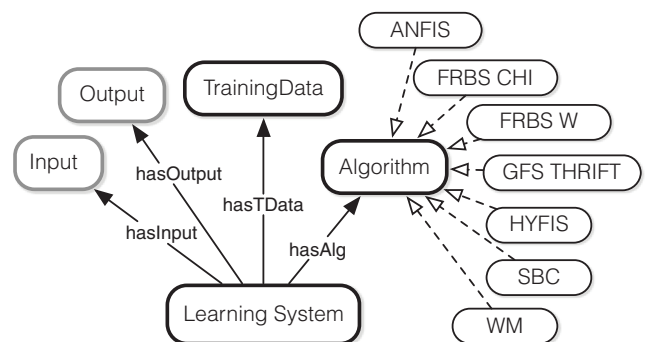 ANFIS
FRBS CHI
TrainingData
Output
FRBS W
Input
Algorithm
GFS THRIFT
hasOutput
hasTData
HYFIS
hasInput
hasAlg
SBC
Learning System
WM